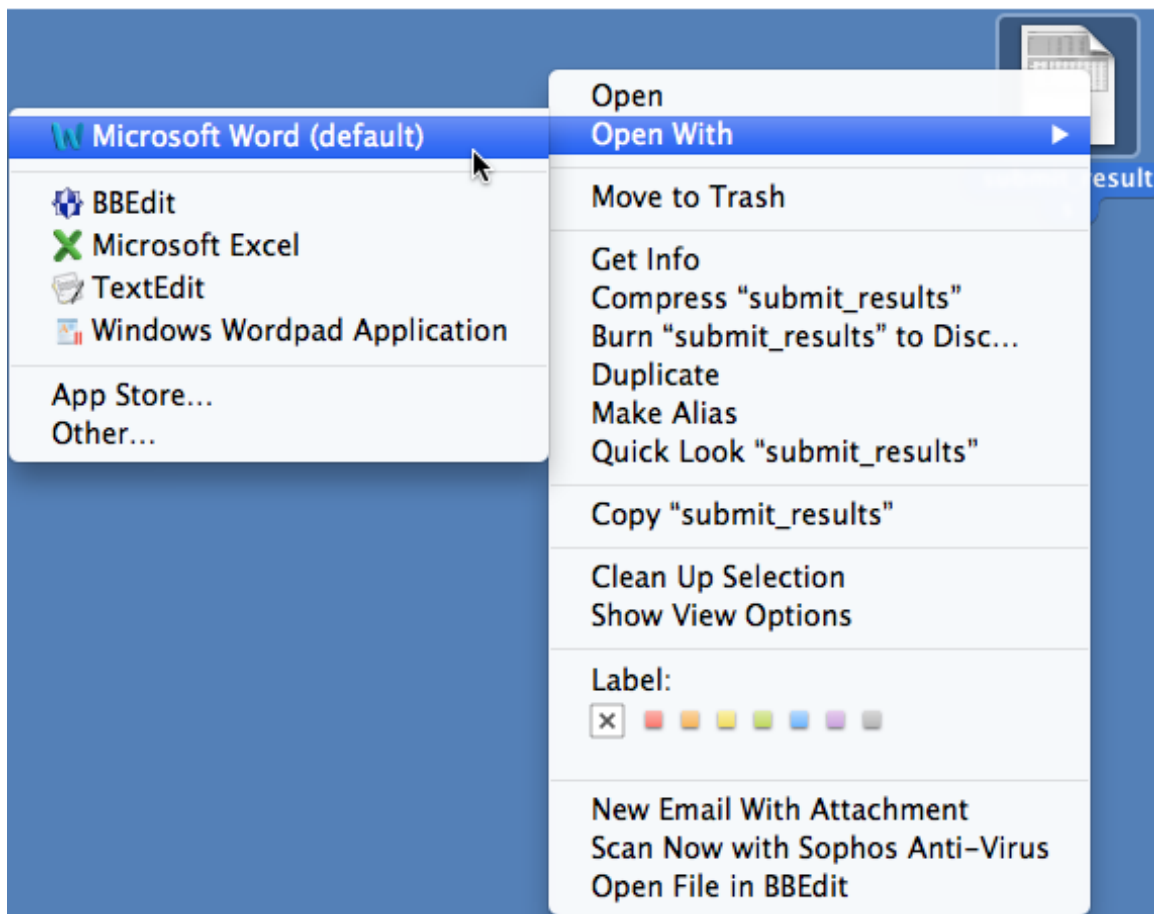 Open
Open With
Move to Trash
Get Info
Compress “submit_results”
Burn “submit_results” to Disc...
Duplicate
Make Alias
Quick Look “submit_results”
Copy “submit_results”
Clean Up Selection
Show View Options
Label:
New Email With Attachment
Scan Now with Sophos Anti-Virus
Open File in BBEdit
Microsoft Word (default)
BBEdit
Microsoft Excel
TextEdit
Windows Wordpad Application
App Store...
Other...